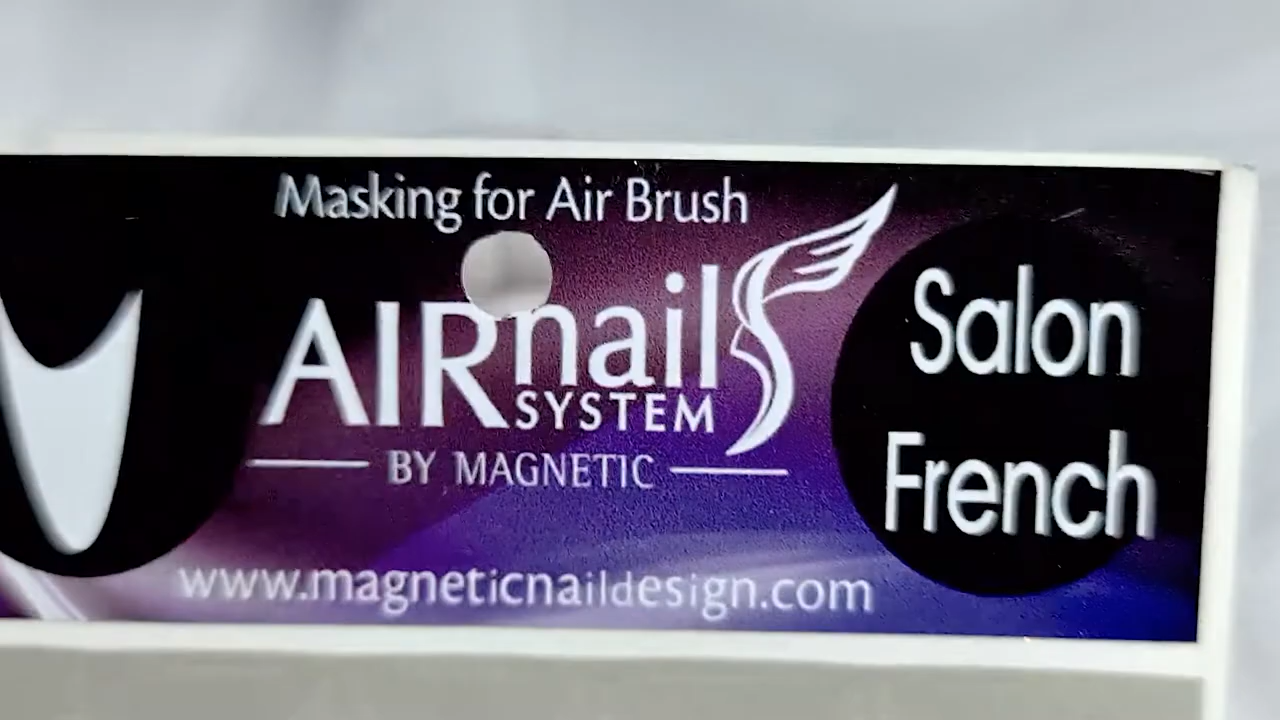 Masking for Air Brush
AIRnail
SYSTEM
BY MAGNETIC
www.magneticnaildesign.com
Salon
French